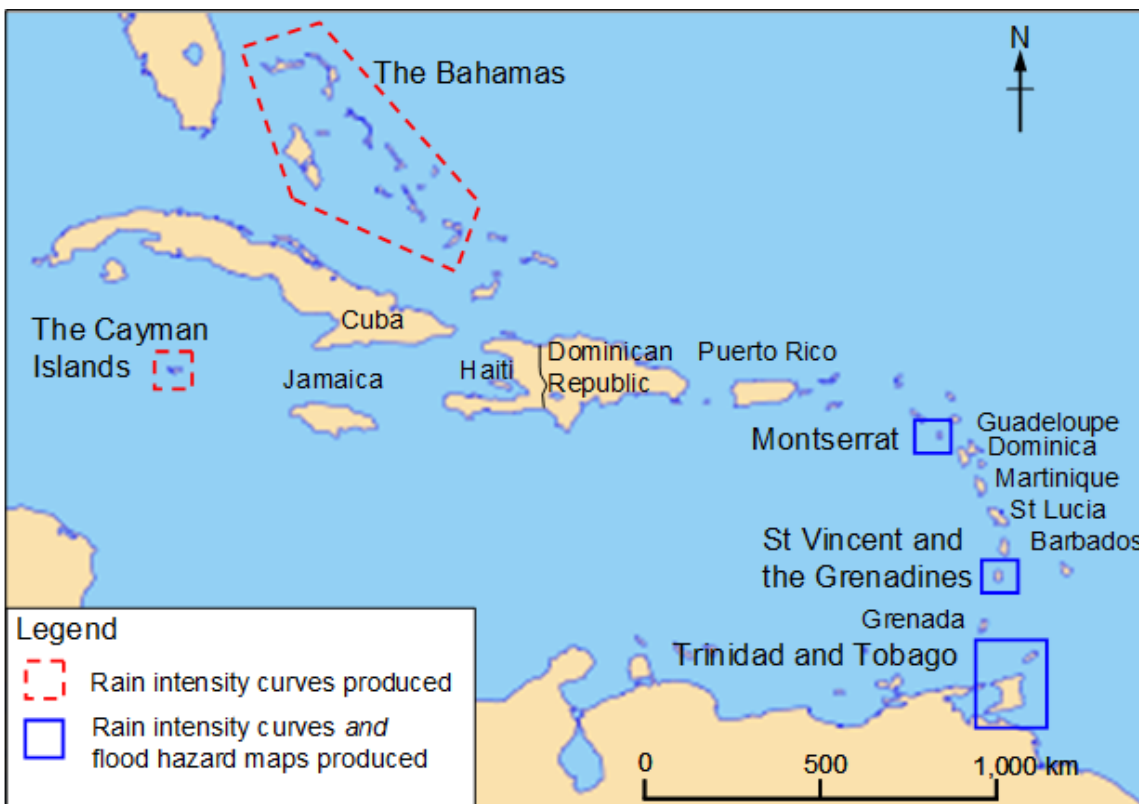 The Bahamas
N
Cuba
The Cayman
Islands
Jamaica
Haiti
Dominican
Republic
Puerto Rico
Montserrat
Guadeloupe
Dominica
Martinique
St Lucia
St Vincent and
the Grenadines
Barbados
Grenada
Trinidad and Tobago
Legend
Rain intensity curves produced
Rain intensity curves and
flood hazard maps produced
0 500 1,000 km